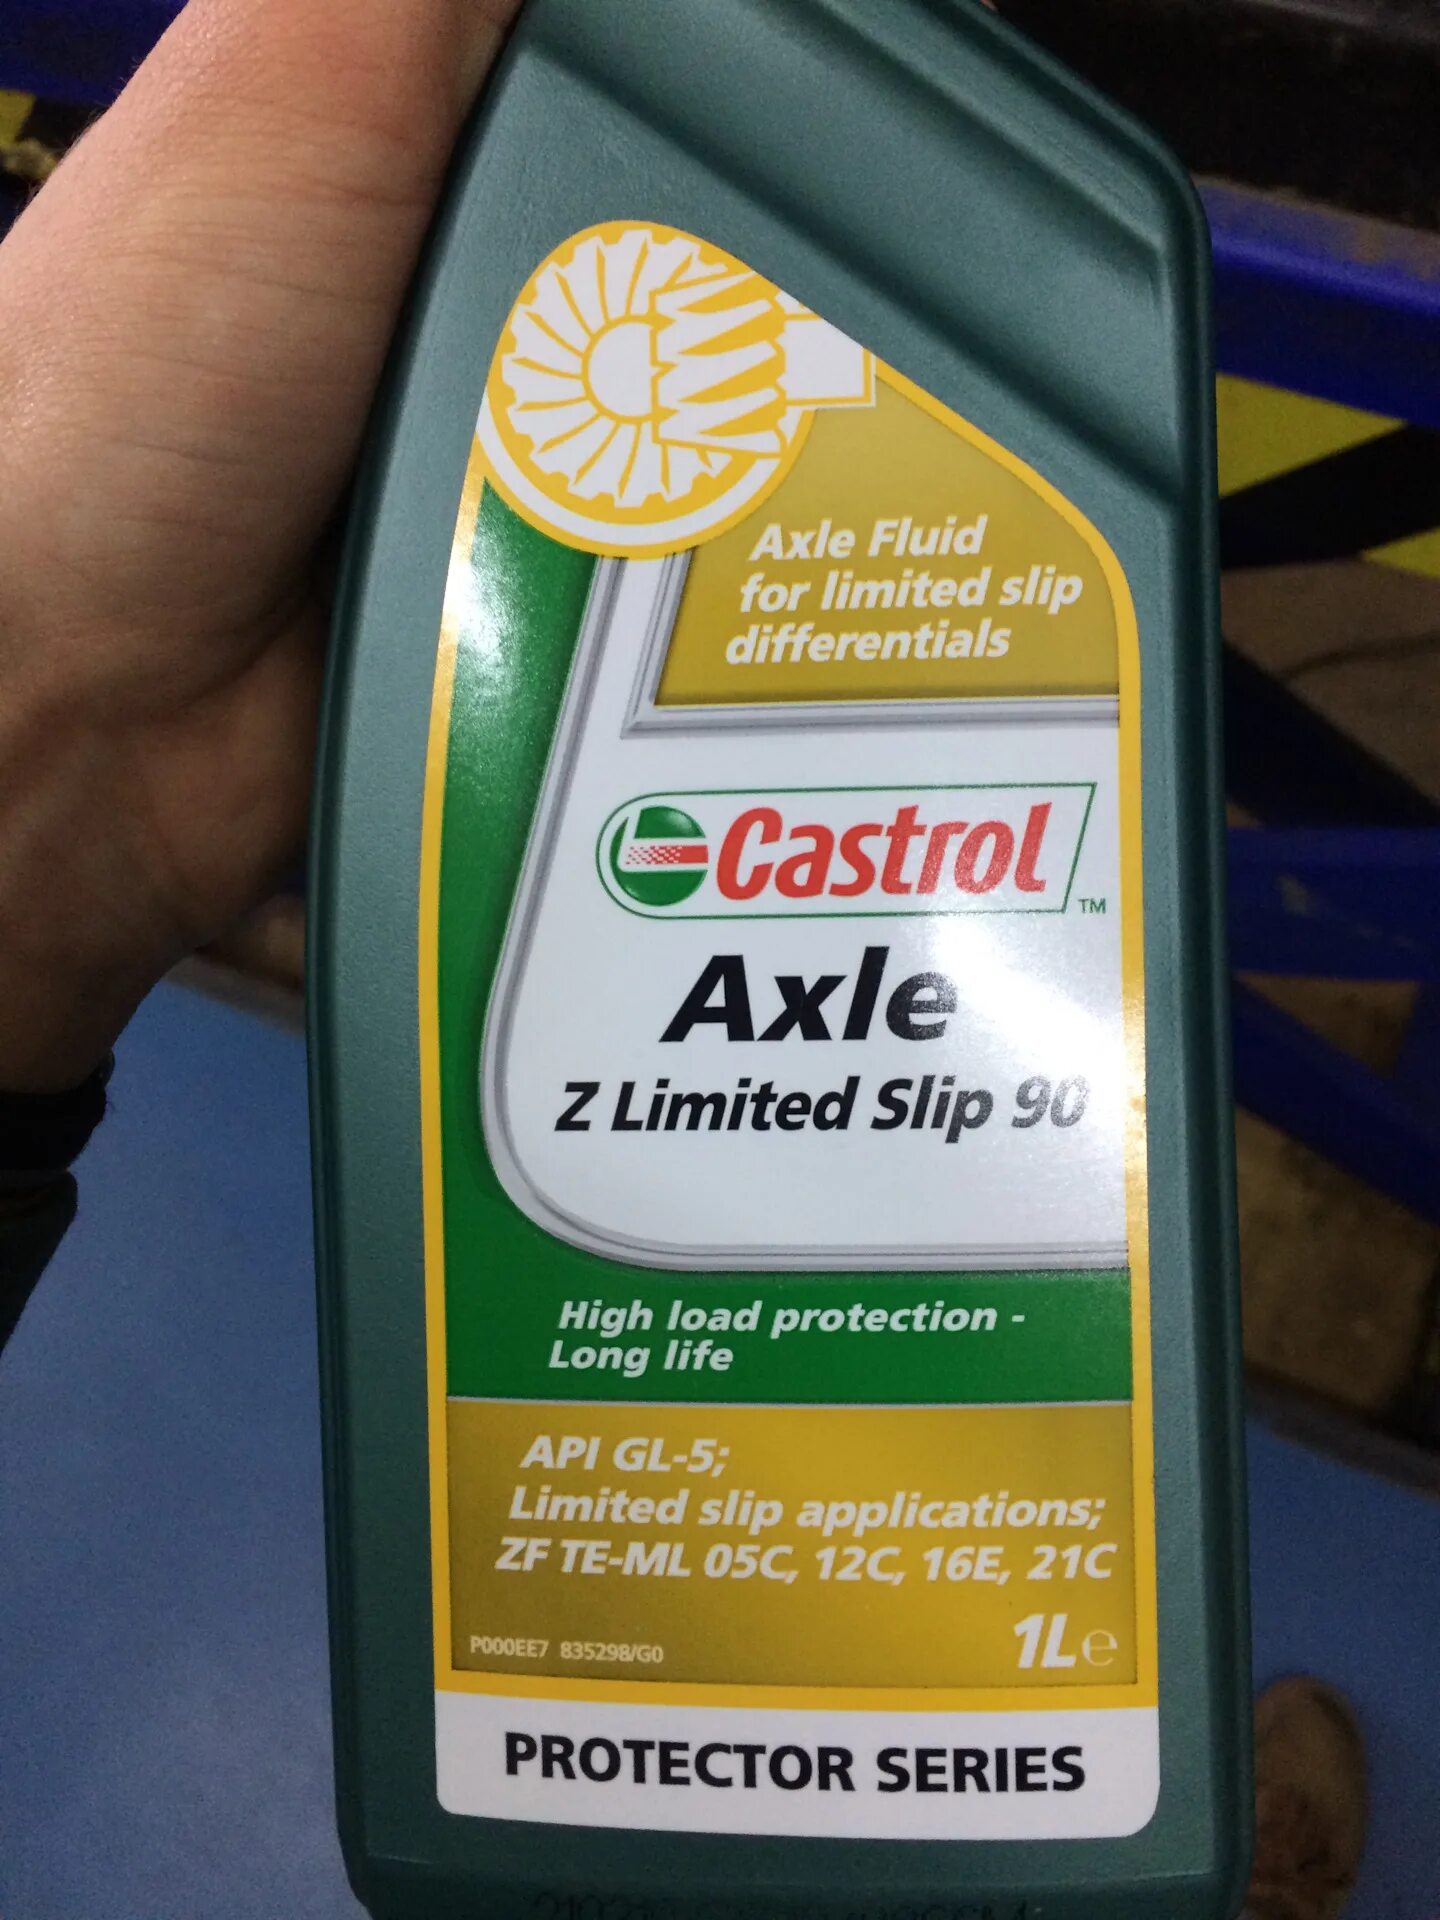 Axle Fluid
for limited slip
differentials
Castrol
TM
Axle
Z Limited Slip 90
High load protection -
Long life
API GL-5;
Limited slip applications;
ZF TE-ML 05C, 12C, 16E, 21C
1L℮
P000EE7 835298/G0
PROTECTOR SERIES